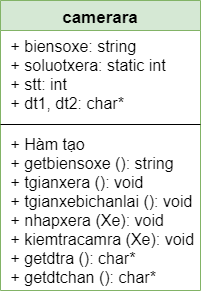 camerara
+ biensoxe: string
+ soluotxera: static int
+ stt: int
+ dt1, dt2: char*
+ Hàm tạo
+ getbiensoxe (): string
+ tgianxera (): void
+ tgianxebichanlai (): void
+ nhapxera (Xe): void
+ kiemtracamra (Xe): void
+ getdtra (): char*
+ getdtchan (): char*